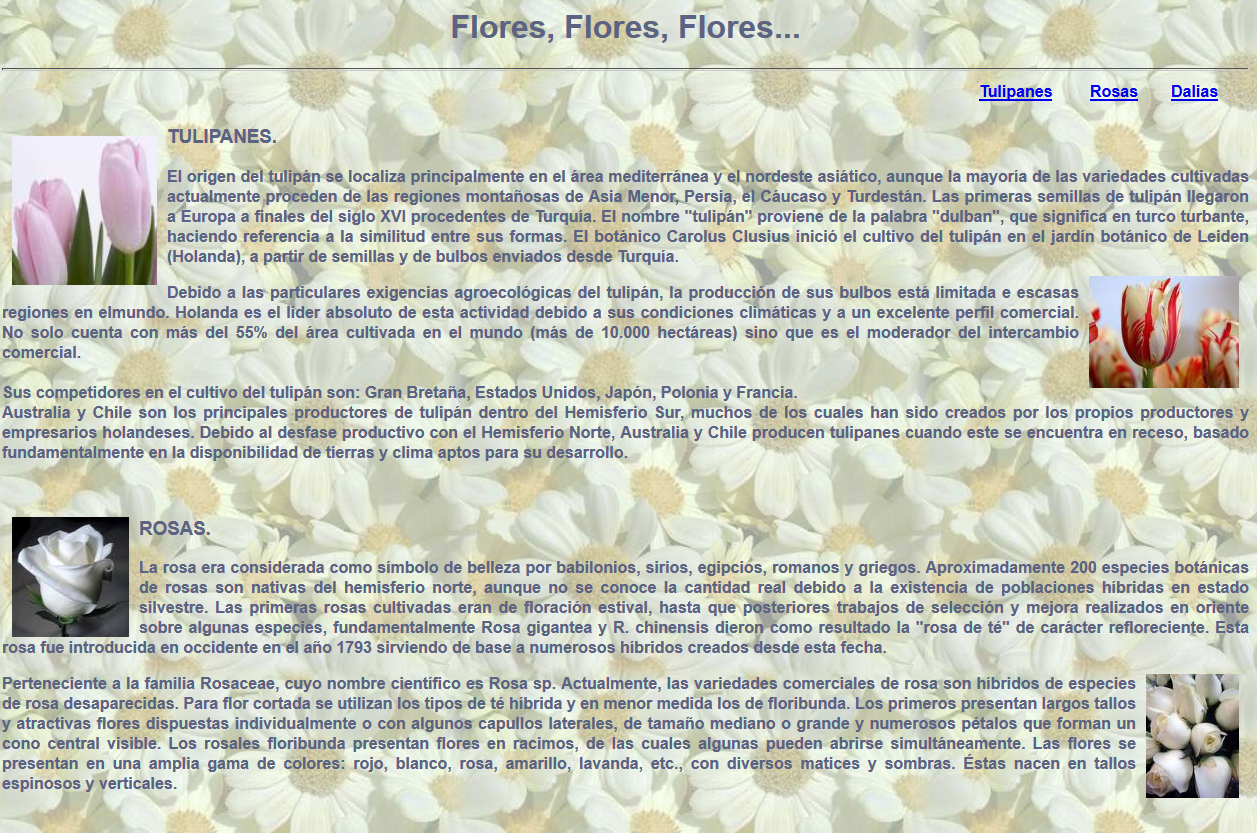 Flores, Flores, Flores...
Tulipanes Rosas Dalias
TULIPANES.
El origen del tulipán se localiza principalmente en el área mediterránea y el nordeste asiático, aunque la mayoría de las variedades cultivadas
actualmente proceden de las regiones montañosas de Asia Menor, Persia, el Cáucaso y Turdestán. Las primeras semillas de tulipán llegaron
a Europa a finales del siglo XVI procedentes de Turquía. El nombre "tulipán" proviene de la palabra "dulban", que significa en turco turbante,
haciendo referencia a la similitud entre sus formas. El botánico Carolus Clusius inició el cultivo del tulipán en el jardín botánico de Leiden
(Holanda), a partir de semillas y de bulbos enviados desde Turquía.
Debido a las particulares exigencias agroecológicas del tulipán, la producción de sus bulbos está limitada e escasas
regiones en elmundo. Holanda es el líder absoluto de esta actividad debido a sus condiciones climáticas y a un excelente perfil comercial.
No solo cuenta con más del 55% del área cultivada en el mundo (más de 10.000 hectáreas) sino que es el moderador del intercambio
comercial.
Sus competidores en el cultivo del tulipán son: Gran Bretaña, Estados Unidos, Japón, Polonia y Francia.
Australia y Chile son los principales productores de tulipán dentro del Hemisferio Sur, muchos de los cuales han sido creados por los propios productores y
empresarios holandeses. Debido al desfase productivo con el Hemisferio Norte, Australia y Chile producen tulipanes cuando este se encuentra en receso, basado
fundamentalmente en la disponibilidad de tierras y clima aptos para su desarrollo.
ROSAS.
La rosa era considerada como símbolo de belleza por babilonios, sirios, egipcios, romanos y griegos. Aproximadamente 200 especies botánicas
de rosas son nativas del hemisferio norte, aunque no se conoce la cantidad real debido a la existencia de poblaciones híbridas en estado
silvestre. Las primeras rosas cultivadas eran de floración estival, hasta que posteriores trabajos de selección y mejora realizados en oriente
sobre algunas especies, fundamentalmente Rosa gigantea y R. chinensis dieron como resultado la "rosa de té" de carácter refloreciente. Esta
rosa fue introducida en occidente en el año 1793 sirviendo de base a numerosos híbridos creados desde esta fecha.
Perteneciente a la familia Rosaceae, cuyo nombre científico es Rosa sp. Actualmente, las variedades comerciales de rosa son híbridos de especies
de rosa desaparecidas. Para flor cortada se utilizan los tipos de té híbrida y en menor medida los de floribunda. Los primeros presentan largos tallos
y atractivas flores dispuestas individualmente o con algunos capullos laterales, de tamaño mediano o grande y numerosos pétalos que forman un
cono central visible. Los rosales floribunda presentan flores en racimos, de las cuales algunas pueden abrirse simultáneamente. Las flores se
presentan en una amplia gama de colores: rojo, blanco, rosa, amarillo, lavanda, etc., con diversos matices y sombras. Éstas nacen en tallos
espinosos y verticales.